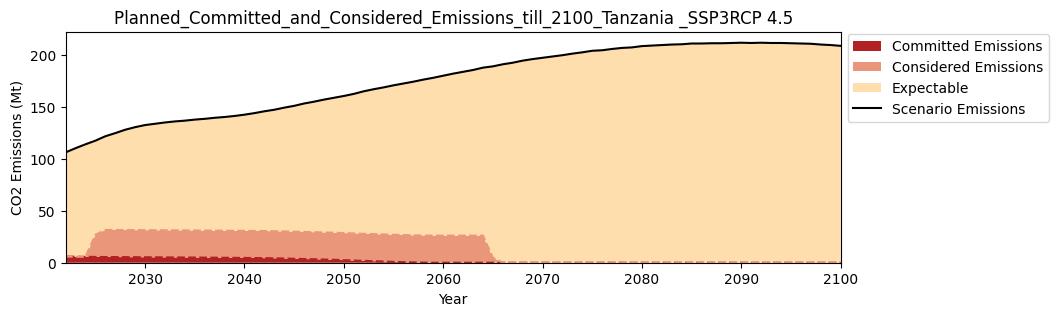 Planned_Committed_and_Considered_Emissions_till_2100_Tanzania _SSP3RCP 4.5
Committed Emissions
Considered Emissions
Expectable
Scenario Emissions
CO2 Emissions (Mt)
200
150
100
50
0
2030 2040 2050 2060 2070 2080 2090 2100
Year